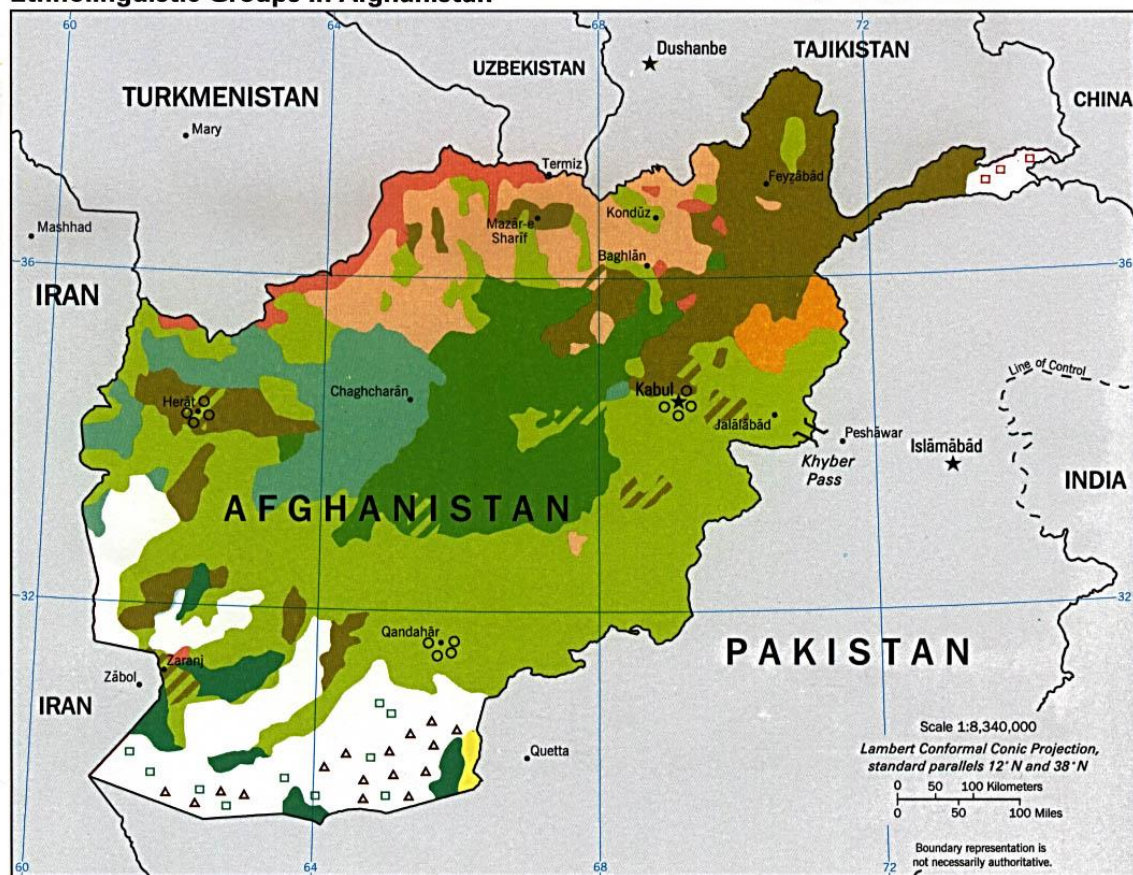 Ethnolinguistic Groups in Afghanistan
60
64
68
72
Dushanbe
TAJIKISTAN
UZBEKISTAN
TURKMENISTAN
CHINA
Mary
Termiz
Feyẕābād
Mashhad
Mazār-e
Sharīf
Kondūz
Baghlān
36
36
IRAN
Line of Control
Chaghcharān
Kabul
Herāt
Jalālābād
Peshāwar
Islāmābād
Khyber
Pass
INDIA
AFGHANISTAN
32
32
Qandahār
PAKISTAN
Zaranj
Zābol
IRAN
Quetta
Scale 1:8,340,000
Lambert Conformal Conic Projection,
standard parallels 12°N and 38°N
0 50 100 Kilometers
0 50 100 Miles
Boundary representation is
not necessarily authoritative.
60
64
68
72